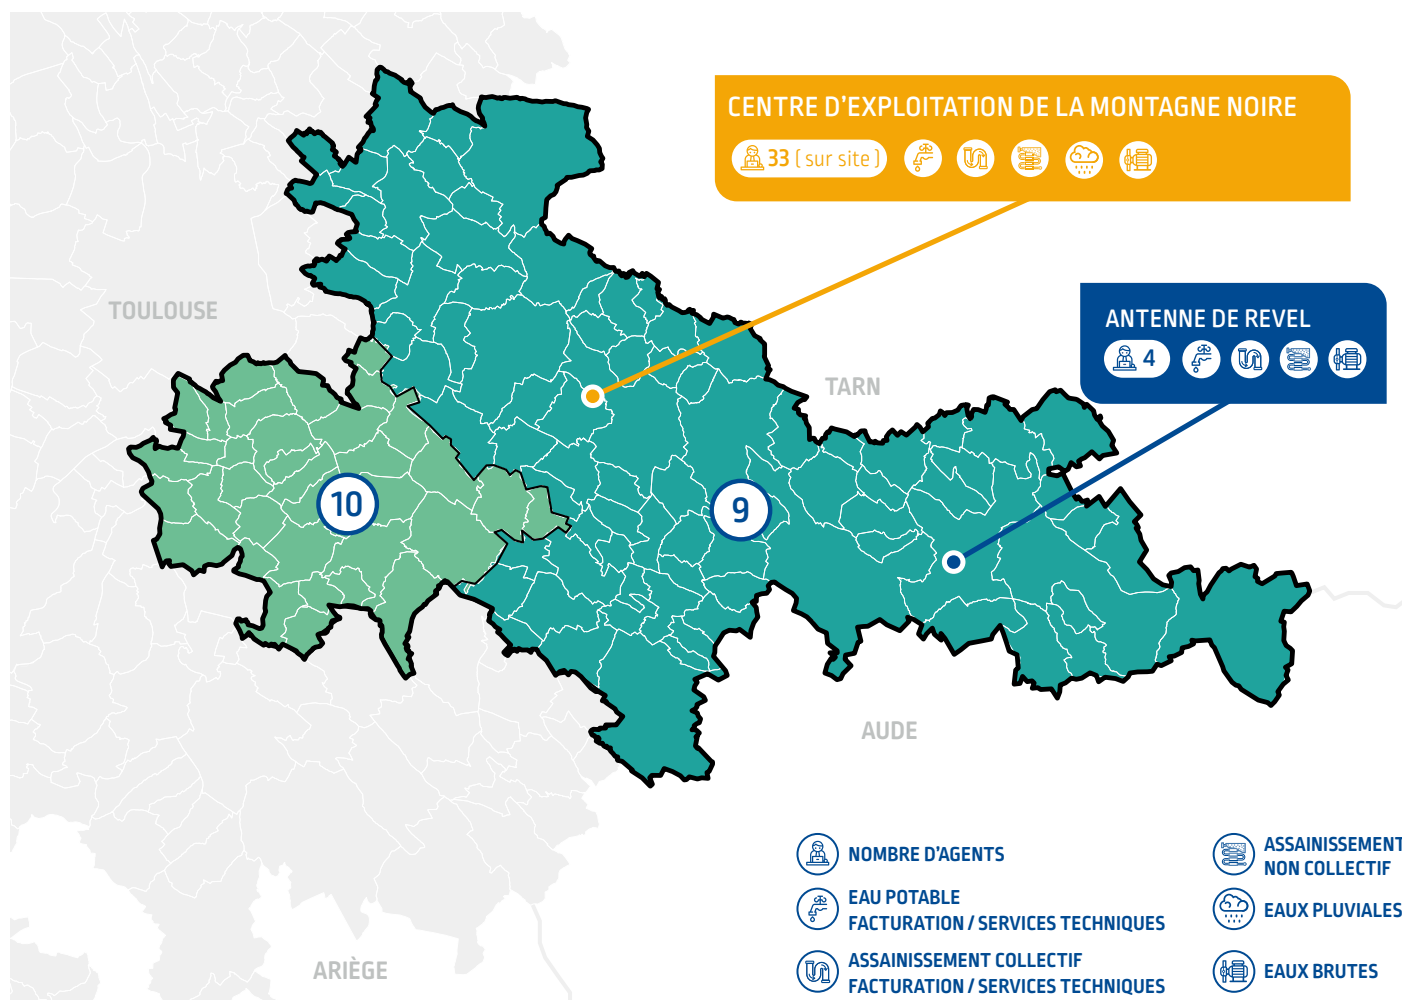 CENTRE D'EXPLOITATION DE LA MONTAGNE NOIRE
33 ( sur site )
ANTENNE DE REVEL
4
TOULOUSE
TARN
10
9
AUDE
ARIÈGE
NOMBRE D'AGENTS
EAU POTABLE
FACTURATION / SERVICES TECHNIQUES
ASSAINISSEMENT COLLECTIF
FACTURATION / SERVICES TECHNIQUES
ASSAINISSEMENT
NON COLLECTIF
EAUX PLUVIALES
EAUX BRUTES